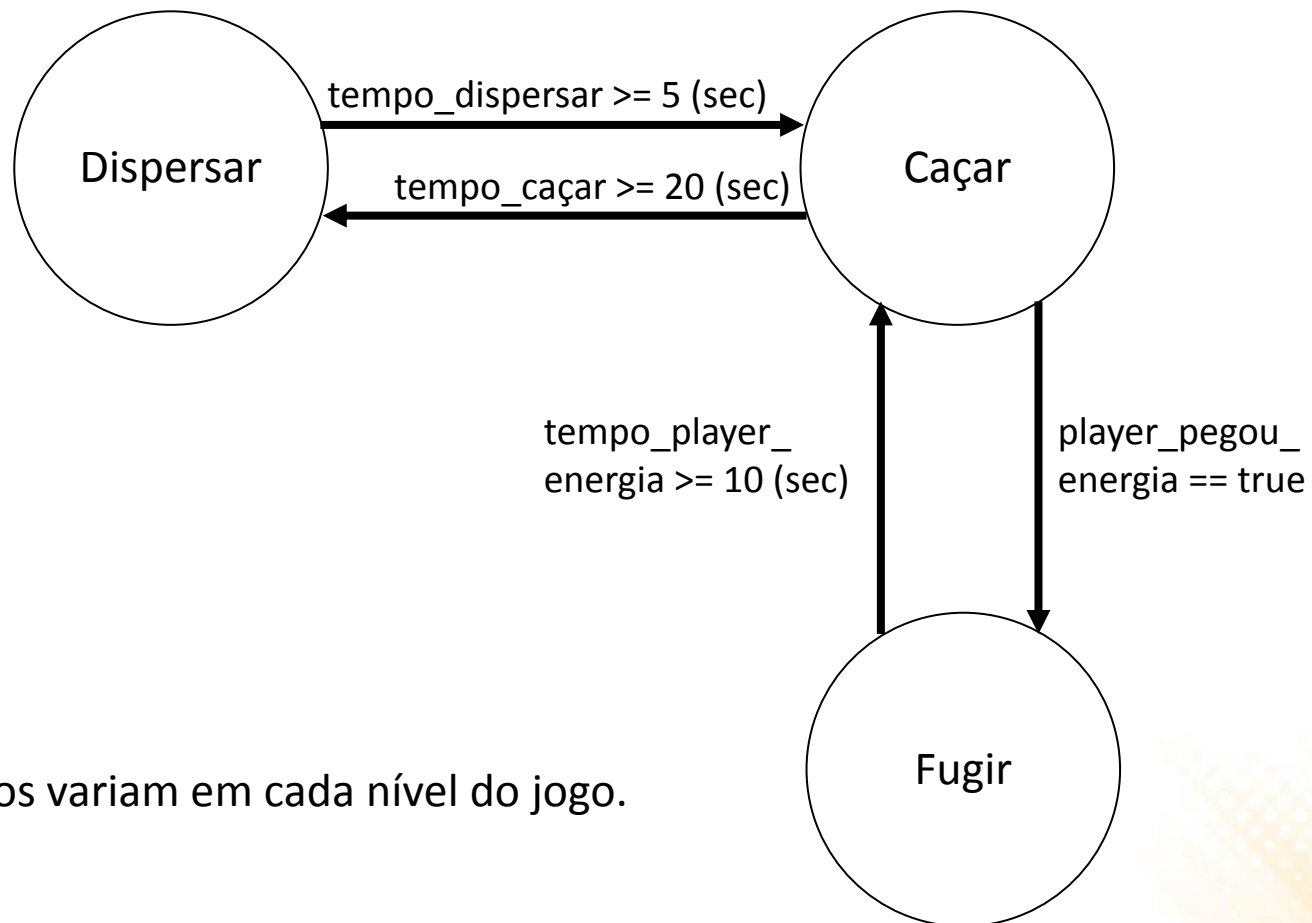 tempo_dispersar >= 5 (sec)
Dispersar
Caçar
tempo_caçar >= 20 (sec)
tempo_player_
energia >= 10 (sec)
player_pegou_
energia == true
Fugir
os variam em cada nível do jogo.